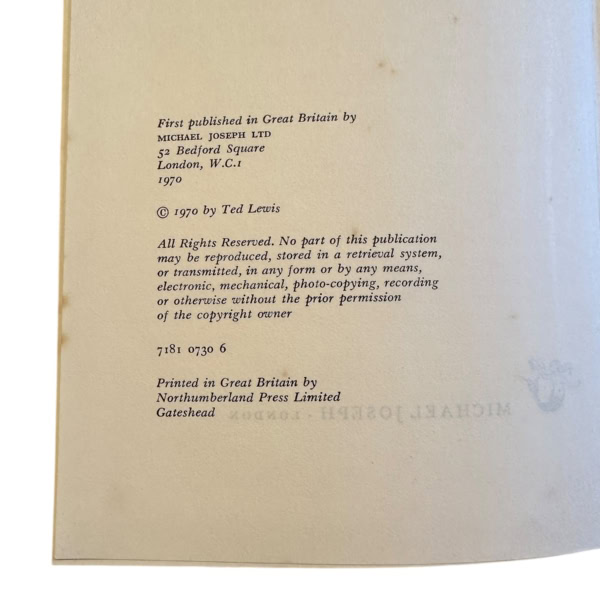 First published in Great Britain by
MICHAEL JOSEPH LTD
52 Bedford Square
London, W.C.1
1970
© 1970 by Ted Lewis
All Rights Reserved. No part of this publication
may be reproduced, stored in a retrieval system,
or transmitted, in any form or by any means,
electronic, mechanical, photo-copying, recording
or otherwise without the prior permission
of the copyright owner
7181 0730 6
Printed in Great Britain by
Northumberland Press Limited
Gateshead
MICHAEL JOSEPH · LONDON